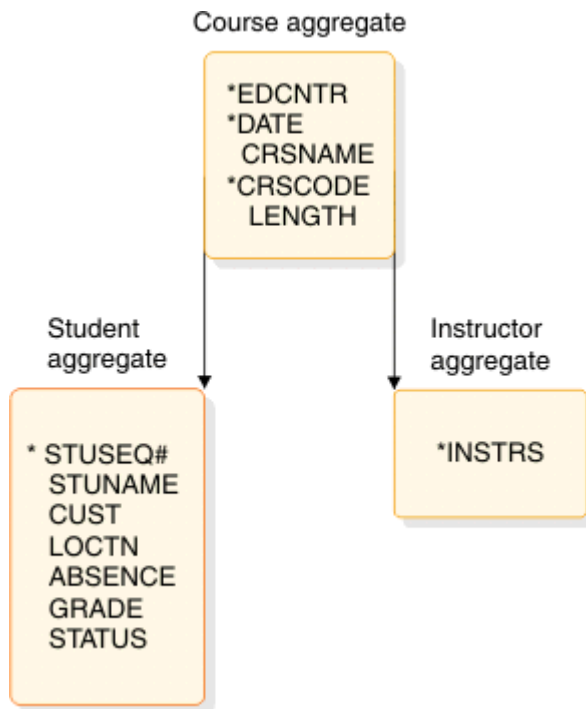 Course aggregate
*EDCNTR
*DATE
CRSNAME
*CRSCODE
LENGTH
Student
aggregate
* STUSEQ#
STUNAME
CUST
LOCTN
ABSENCE
GRADE
STATUS
Instructor
aggregate
*INSTRS